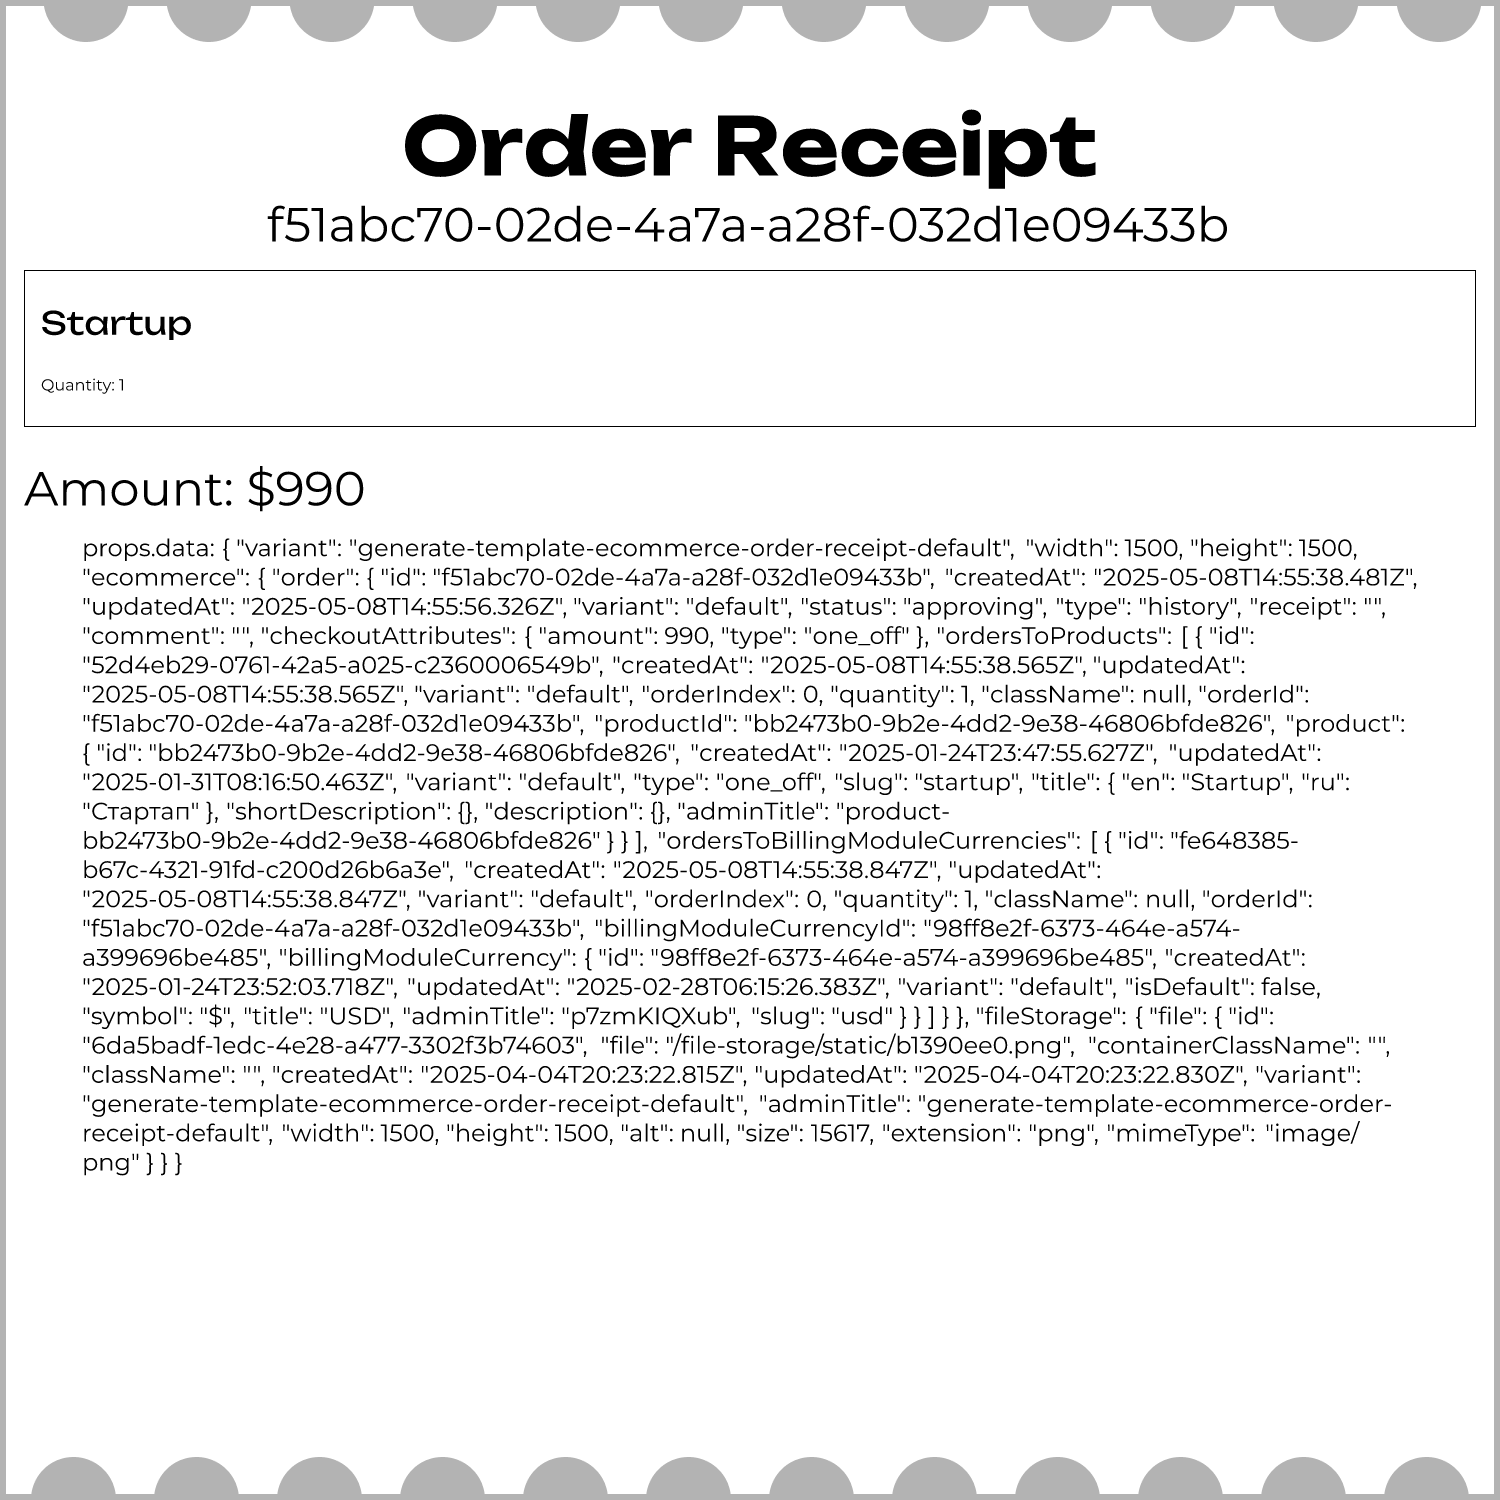 Order Receipt
f51abc70-02de-4a7a-a28f-032d1e09433b
Startup
Quantity: 1
Amount: $990
props.data: { "variant": "generate-template-ecommerce-order-receipt-default", "width": 1500, "height": 1500,
"ecommerce": { "order": { "id": "f51abc70-02de-4a7a-a28f-032d1e09433b", "createdAt": "2025-05-08T14:55:38.481Z",
"updatedAt": "2025-05-08T14:55:56.326Z", "variant": "default", "status": "approving", "type": "history", "receipt": "",
"comment": "", "checkoutAttributes": { "amount": 990, "type": "one_off" }, "ordersToProducts": [ { "id":
"52d4eb29-0761-42a5-a025-c2360006549b", "createdAt": "2025-05-08T14:55:38.565Z", "updatedAt":
"2025-05-08T14:55:38.565Z", "variant": "default", "orderIndex": 0, "quantity": 1, "className": null, "orderId":
"f51abc70-02de-4a7a-a28f-032d1e09433b", "productId": "bb2473b0-9b2e-4dd2-9e38-46806bfde826", "product":
{ "id": "bb2473b0-9b2e-4dd2-9e38-46806bfde826", "createdAt": "2025-01-24T23:47:55.627Z", "updatedAt":
"2025-01-31T08:16:50.463Z", "variant": "default", "type": "one_off", "slug": "startup", "title": { "en": "Startup", "ru":
"Стартап" }, "shortDescription": {}, "description": {}, "adminTitle": "product-
bb2473b0-9b2e-4dd2-9e38-46806bfde826" } } ], "ordersToBillingModuleCurrencies": [ { "id": "fe648385-
b67c-4321-91fd-c200d26b6a3e", "createdAt": "2025-05-08T14:55:38.847Z", "updatedAt":
"2025-05-08T14:55:38.847Z", "variant": "default", "orderIndex": 0, "quantity": 1, "className": null, "orderId":
"f51abc70-02de-4a7a-a28f-032d1e09433b", "billingModuleCurrencyId": "98ff8e2f-6373-464e-a574-
a399696be485", "billingModuleCurrency": { "id": "98ff8e2f-6373-464e-a574-a399696be485", "createdAt":
"2025-01-24T23:52:03.718Z", "updatedAt": "2025-02-28T06:15:26.383Z", "variant": "default", "isDefault": false,
"symbol": "$", "title": "USD", "adminTitle": "p7zmKIQXub", "slug": "usd" } } ] } }, "fileStorage": { "file": { "id":
"6da5badf-1edc-4e28-a477-3302f3b74603", "file": "/file-storage/static/b1390ee0.png", "containerClassName": "",
"className": "", "createdAt": "2025-04-04T20:23:22.815Z", "updatedAt": "2025-04-04T20:23:22.830Z", "variant":
"generate-template-ecommerce-order-receipt-default", "adminTitle": "generate-template-ecommerce-order-
receipt-default", "width": 1500, "height": 1500, "alt": null, "size": 15617, "extension": "png", "mimeType": "image/
png" } } }